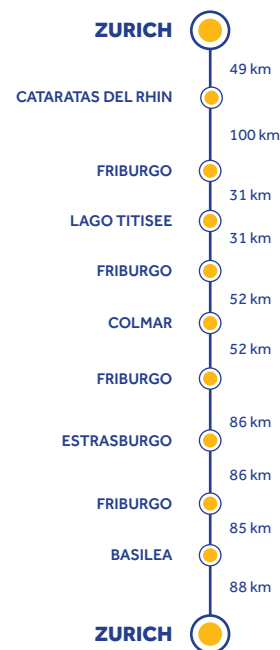 ZURICH
49 km
CATARATAS DEL RHIN
100 km
FRIBURGO
31 km
LAGO TITISEE
31 km
FRIBURGO
52 km
COLMAR
52 km
FRIBURGO
86 km
ESTRASBURGO
86 km
FRIBURGO
85 km
BASILEA
88 km
ZURICH